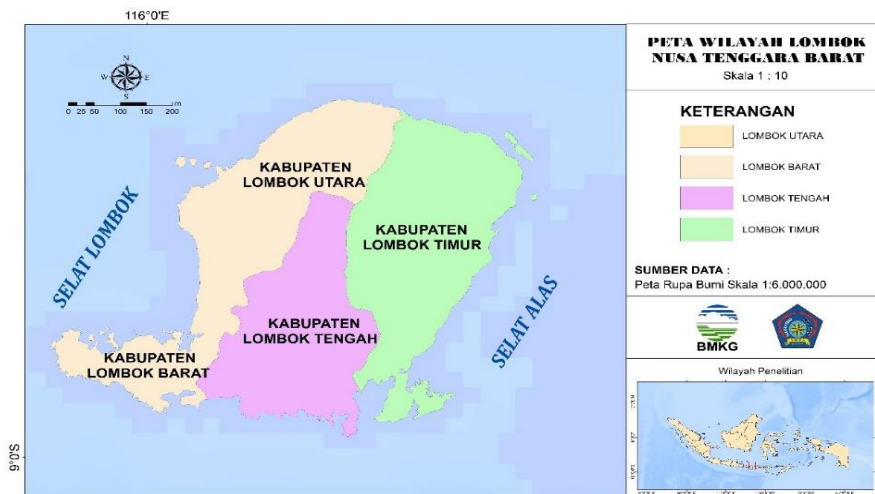 116°0'E
N
W
E
S
0 25 50
100
150
200
m
KABUPATEN
LOMBOK UTARA
KABUPATEN
LOMBOK TIMUR
KABUPATEN
LOMBOK TENGAH
KABUPATEN
LOMBOK BARAT
SELAT LOMBOK
SELAT ALAS
9°0'S
PETA WILAYAH LOMBOK
NUSA TENGGARA BARAT
Skala 1 : 10
KETERANGAN
LOMBOK UTARA
LOMBOK BARAT
LOMBOK TENGAH
LOMBOK TIMUR
SUMBER DATA :
Peta Rupa Bumi Skala 1:6.000.000
BMKG
Wilayah Penelitian